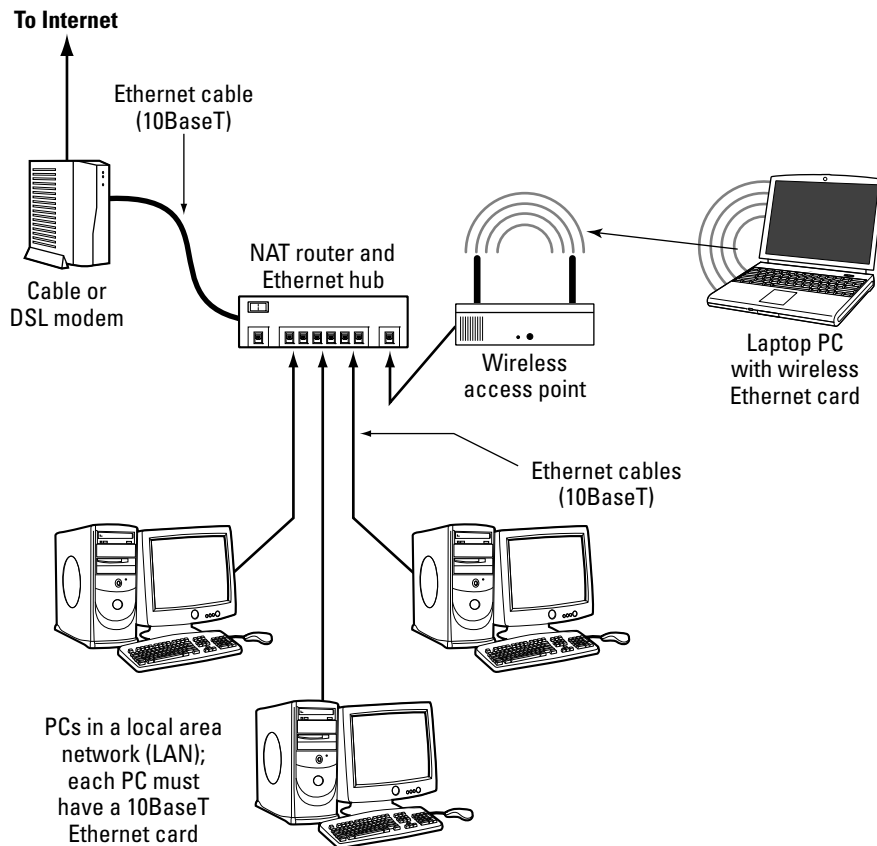 To Internet
Ethernet cable
(10BaseT)
NAT router and
Ethernet hub
Cable or
DSL modem
Wireless
access point
Laptop PC
with wireless
Ethernet card
Ethernet cables
(10BaseT)
PCs in a local area
network (LAN);
each PC must
have a 10BaseT
Ethernet card